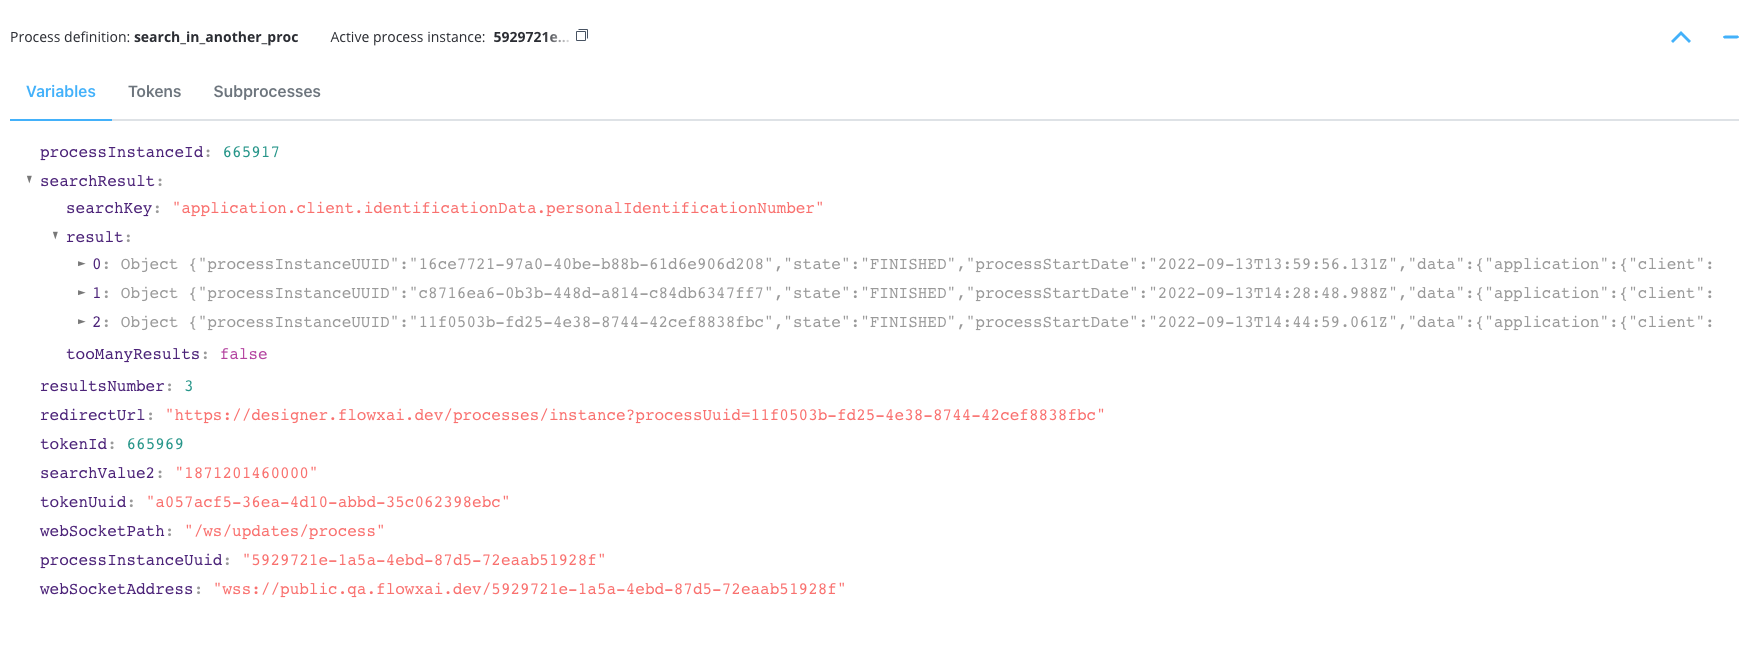 Process definition: search_in_another_proc Active process instance: 5929721e...
Variables Tokens Subprocesses
processInstanceId: 665917
searchResult:
searchKey: "application.client.identificationData.personalIdentificationNumber"
result:
0: Object {"processInstanceUUID":"16ce7721-97a0-40be-b88b-61d6e906d208","state":"FINISHED","processStartDate":"2022-09-13T13:59:56.131Z","data":{"application":{"client":
1: Object {"processInstanceUUID":"c8716ea6-0b3b-448d-a814-c84db6347ff7","state":"FINISHED","processStartDate":"2022-09-13T14:28:48.988Z","data":{"application":{"client":
2: Object {"processInstanceUUID":"11f0503b-fd25-4e38-8744-42cef8838fbc","state":"FINISHED","processStartDate":"2022-09-13T14:44:59.061Z","data":{"application":{"client":
tooManyResults: false
resultsNumber: 3
redirectUrl: "https://designer.flowxai.dev/processes/instance?processUuid=11f0503b-fd25-4e38-8744-42cef8838fbc"
tokenId: 665969
searchValue2: "1871201460000"
tokenUuid: "a057acf5-36ea-4d10-abbd-35c062398ebc"
webSocketPath: "/ws/updates/process"
processInstanceUuid: "5929721e-1a5a-4ebd-87d5-72eaab51928f"
webSocketAddress: "wss://public.qa.flowxai.dev/5929721e-1a5a-4ebd-87d5-72eaab51928f"